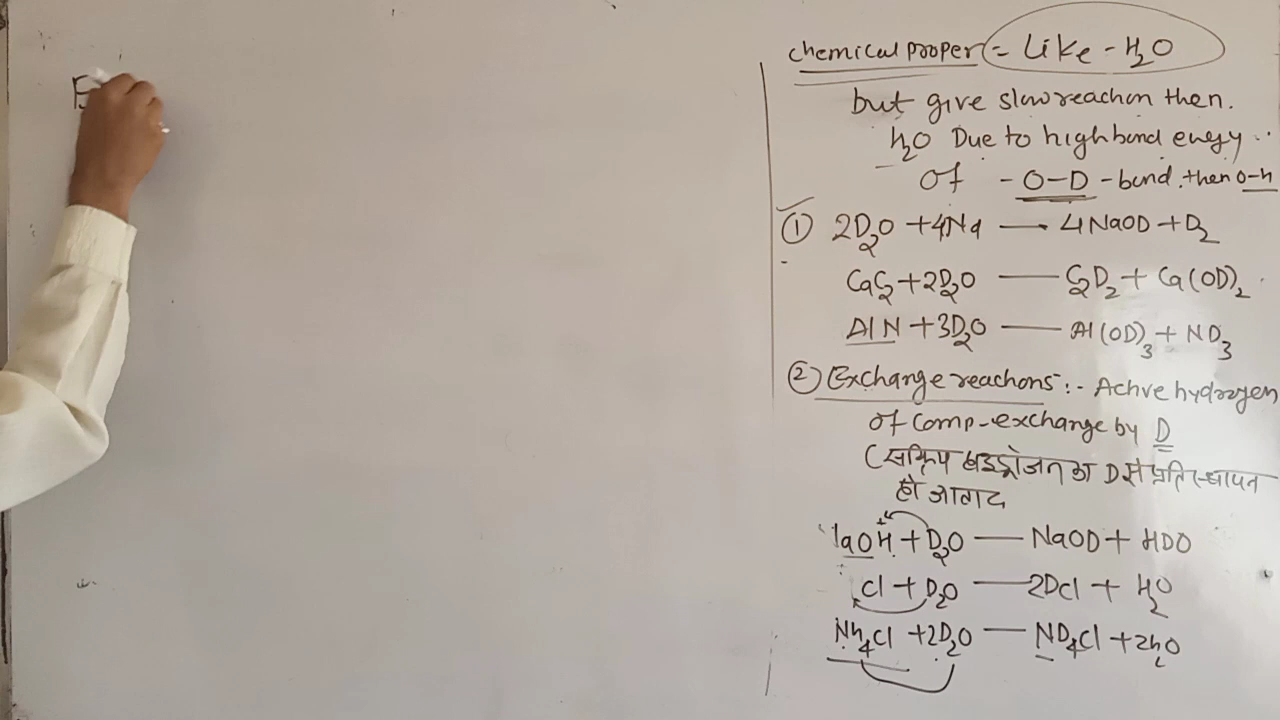 chemical proper = Like - H₂O
but give slow reaction then.
H₂O Due to high bond enegy..
Of - O-D - bond. then O-H
① 2D₂O + 4Na — 4NaOD + D₂
CaC₂ + 2D₂O — C₂D₂ + Ca(OD)₂
AlN + 3D₂O — Al(OD)₃ + ND₃
② Exchange reactions :- Active hydrogen
of Comp-exchange by D
(सक्रिय हाइड्रोजन का D से प्रतिस्थापन
हो
NaOH + D₂O — NaOD + HDO
Cl + D₂O — 2DCl + H₂O
NH₄Cl + 2D₂O — ND₄Cl + 2H₂O